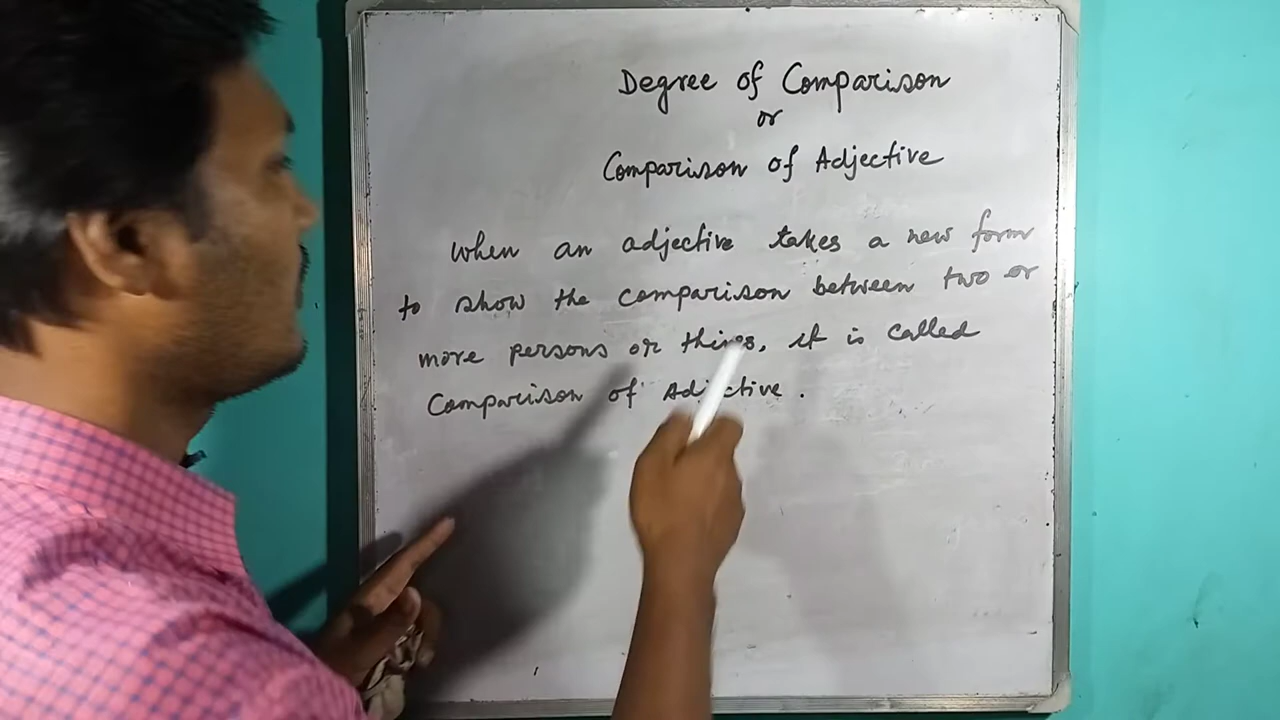 Degree of Comparison
or
Comparison of Adjective
When an adjective takes a new form
to show the comparison between two or
more persons or things, it is called
Comparison of Adjective.